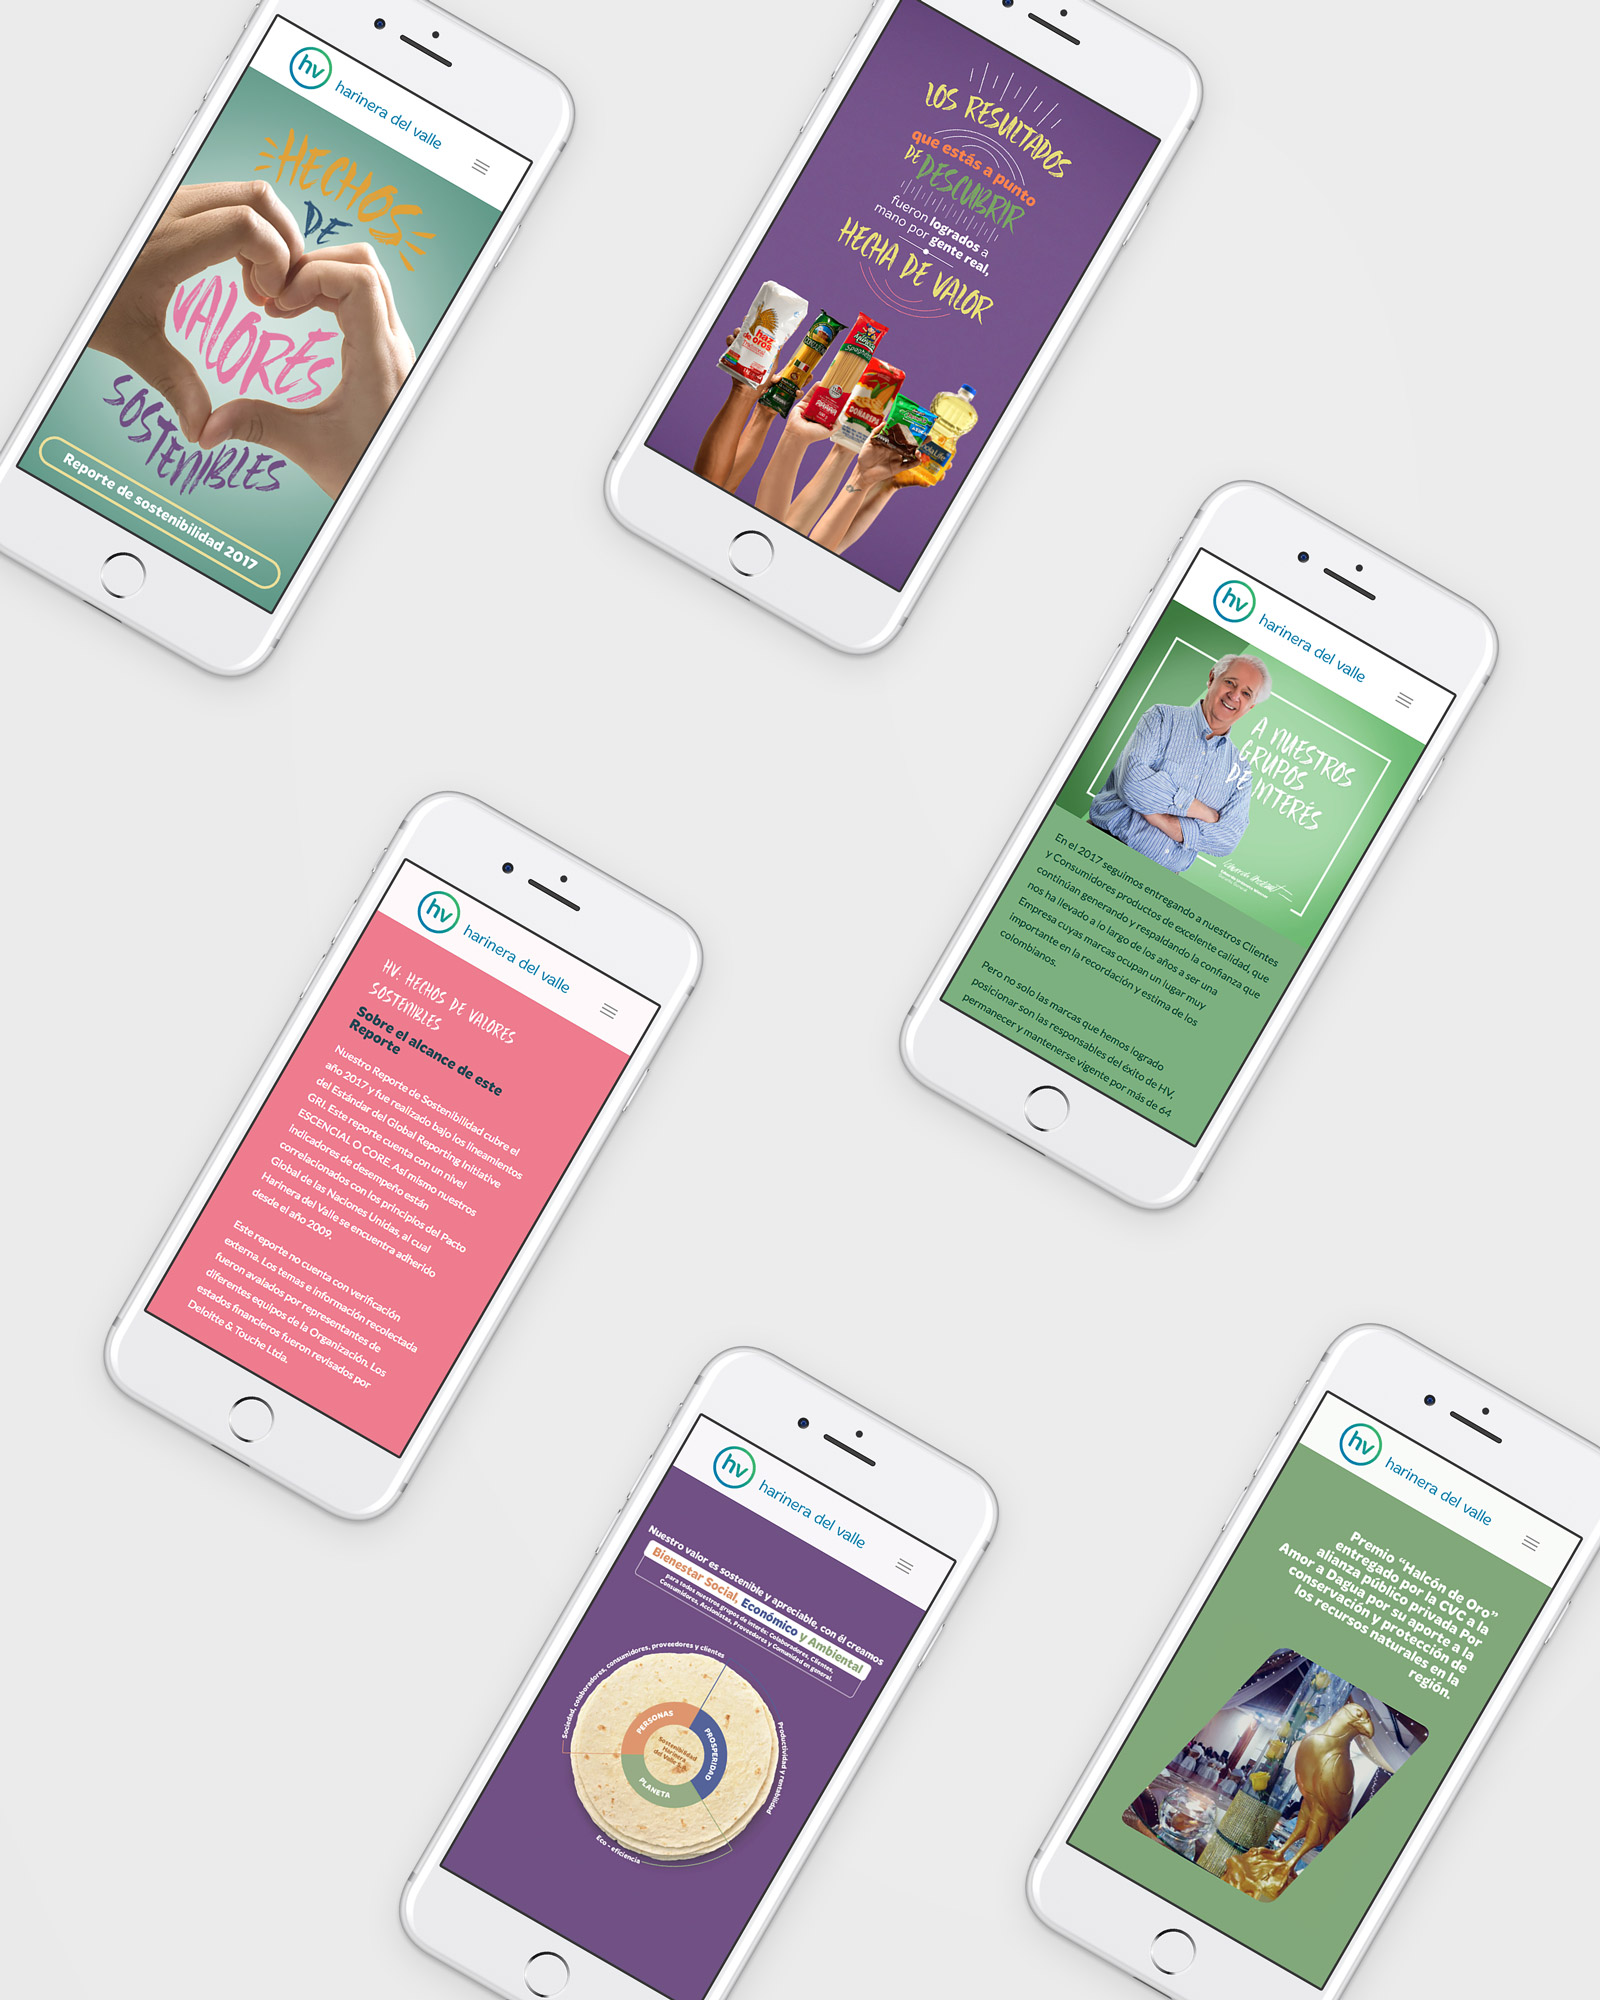 hv harinera del valle
HECHOS
DE
VALORES
SOSTENIBLES
Reporte de sostenibilidad 2017
LOS RESULTADOS
que estás a punto
DE DESCUBRIR
fueron logrados a
mano por gente real,
HECHA DE VALOR
haz
de oros
Spaghetti
DOÑAREPA
hv harinera del valle
A NUESTROS
GRUPOS
DE INTERÉS
En el 2017 seguimos entregando a nuestros Clientes
y Consumidores productos de excelente calidad, que
continúan generando y respaldando la confianza que
nos ha llevado a lo largo de los años a ser una
Empresa cuyas marcas ocupan un lugar muy
importante en la recordación y estima de los
colombianos.
Pero no solo las marcas que hemos logrado
posicionar son las responsables del éxito de HV,
permanecer y mantenerse vigente por más de 64
hv harinera del valle
HV: HECHOS DE VALORES
SOSTENIBLES
Sobre el alcance de este
Reporte
Nuestro Reporte de Sostenibilidad cubre el
año 2017 y fue realizado bajo los lineamientos
del Estándar del Global Reporting Initiative
GRI. Este reporte cuenta con un nivel
ESCENCIAL O CORE. Así mismo nuestros
indicadores de desempeño están
correlacionados con los principios del Pacto
Global de las Naciones Unidas, al cual
Harinera del Valle se encuentra adherido
desde el año 2009.
Este reporte no cuenta con verificación
externa. Los temas e información recolectada
fueron avalados por representantes de
diferentes equipos de la Organización. Los
estados financieros fueron revisados por
Deloitte & Touche Ltda.
hv harinera del valle
Nuestro valor es sostenible y apreciable, con él creamos
Bienestar Social, Económico y Ambiental
para todos nuestros grupos de interés: Colaboradores, Clientes,
Consumidores, Accionistas, Proveedores y Comunidad en general.
Sociedad, colaboradores, consumidores, proveedores y clientes
Productividad y rentabilidad
Eco - eficiencia
PERSONAS
PROSPERIDAD
PLANETA
Sostenibilidad
Harinera
del Valle
hv harinera del valle
Premio “Halcón de Oro”
entregado por la CVC a la
alianza público privada Por
Amor a Dagua por su aporte a la
conservación y protección de
los recursos naturales en la
región.